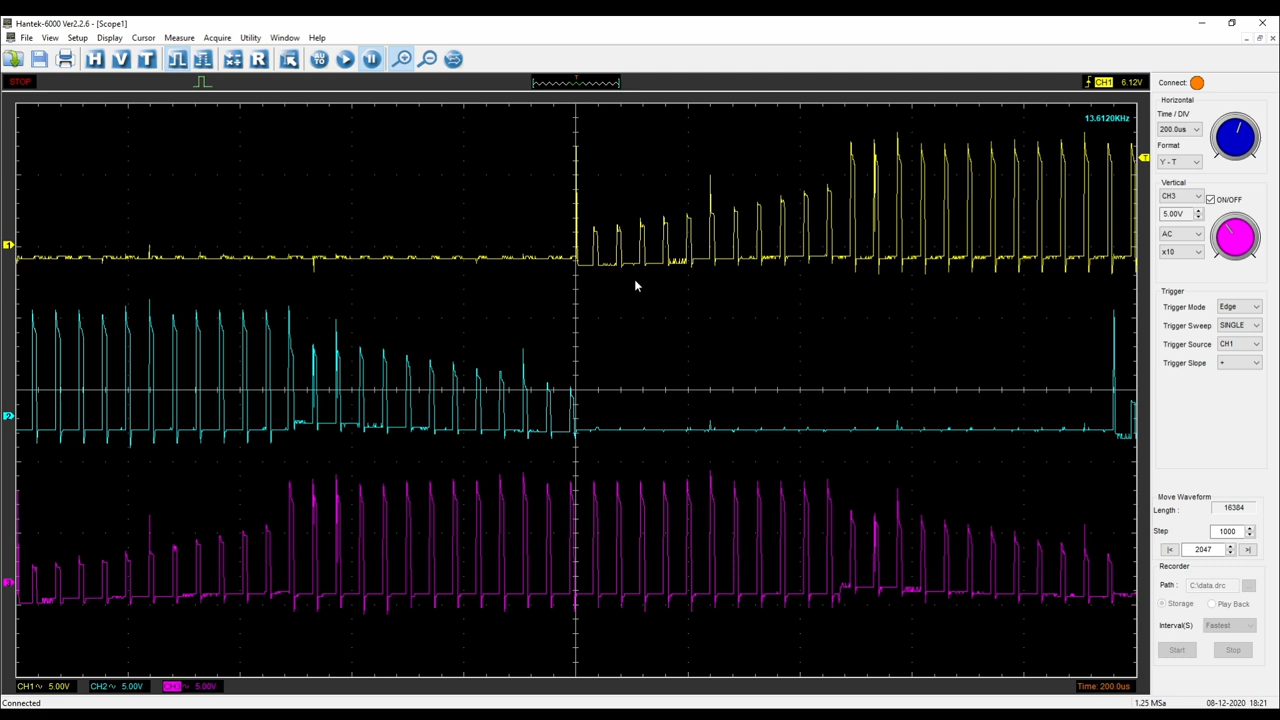 Hantek-6000 Ver2.2.6 - [Scope1]
File View Setup Display Cursor Measure Acquire Utility Window Help
H V T R AUTO
STOP T CH1 6.12V
Connect:
13.6120KHz
Horizontal
Time / DIV
200.0us
Format
Y - T
T
Vertical
CH3 ON/OFF
5.00V
AC
x10
1
Trigger
Trigger Mode Edge
Trigger Sweep SINGLE
Trigger Source CH1
Trigger Slope +
2
Move Waveform
Length : 16384
Step 1000
2047
Recorder
3
Path : C:\data.drc
Storage Play Back
Interval(S) Fastest
Start Stop
CH1 5.00V CH2 5.00V CH3 5.00V Time: 200.0us
Connected 1.25 MSa 08-12-2020 18:21